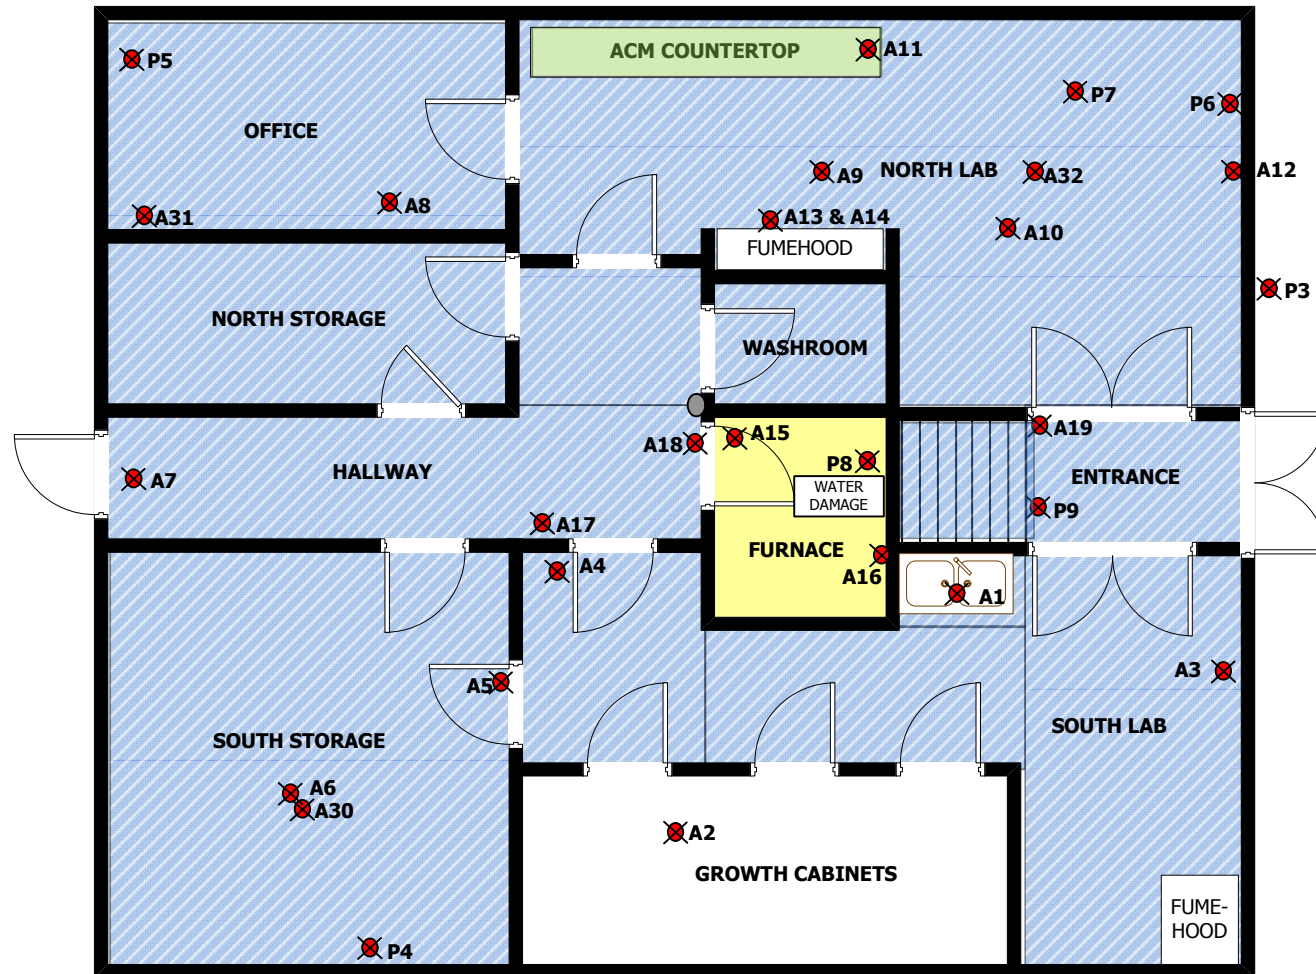 ACM COUNTERTOP
A11
P5
P7
P6
OFFICE
A9
NORTH LAB
A32
A12
A31
A8
A13 & A14
A10
FUMEHOOD
P3
NORTH STORAGE
WASHROOM
A19
A18
A15
HALLWAY
P8
A7
ENTRANCE
WATER
DAMAGE
P9
A17
FURNACE
A4
A16
A1
A5
A3
SOUTH STORAGE
SOUTH LAB
A6
A30
A2
GROWTH CABINETS
FUME-
HOOD
P4